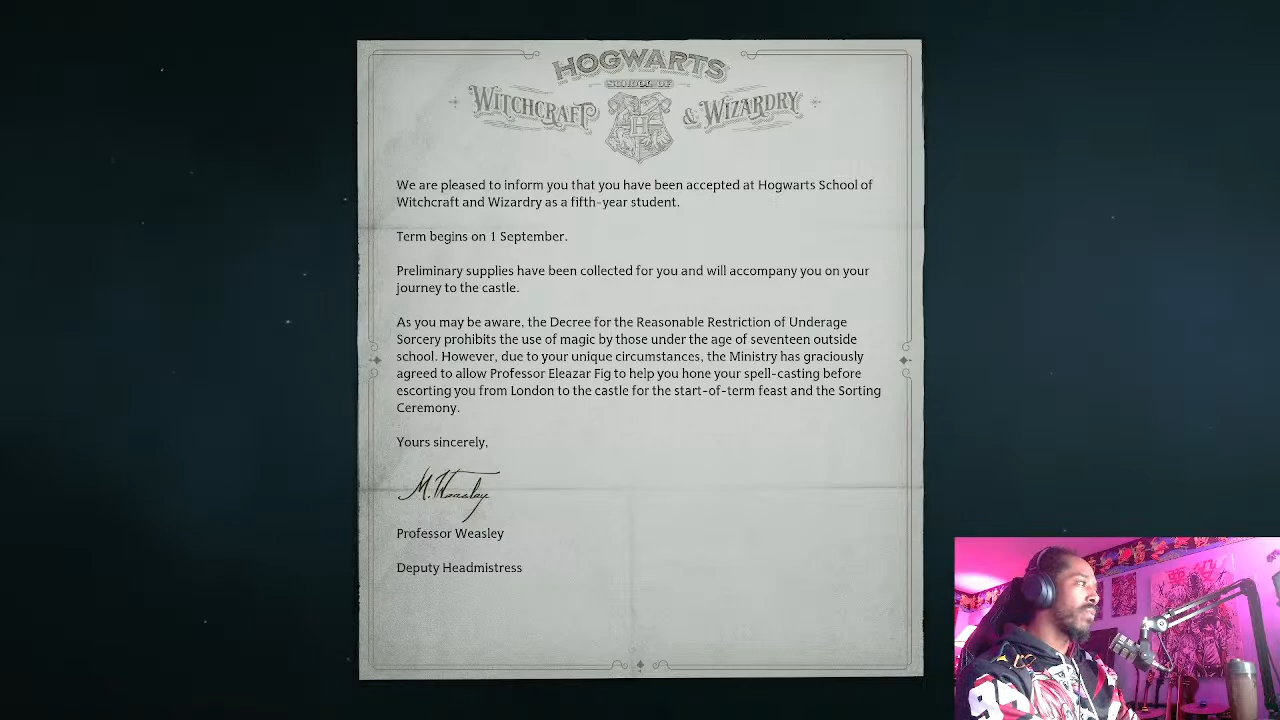 HOGWARTS
SCHOOL OF
WITCHCRAFT & WIZARDRY
H
We are pleased to inform you that you have been accepted at Hogwarts School of
Witchcraft and Wizardry as a fifth-year student.
Term begins on 1 September.
Preliminary supplies have been collected for you and will accompany you on your
journey to the castle.
As you may be aware, the Decree for the Reasonable Restriction of Underage
Sorcery prohibits the use of magic by those under the age of seventeen outside
school. However, due to your unique circumstances, the Ministry has graciously
agreed to allow Professor Eleazar Fig to help you hone your spell-casting before
escorting you from London to the castle for the start-of-term feast and the Sorting
Ceremony.
Yours sincerely,
M. Weasley
Professor Weasley
Deputy Headmistress
悪役